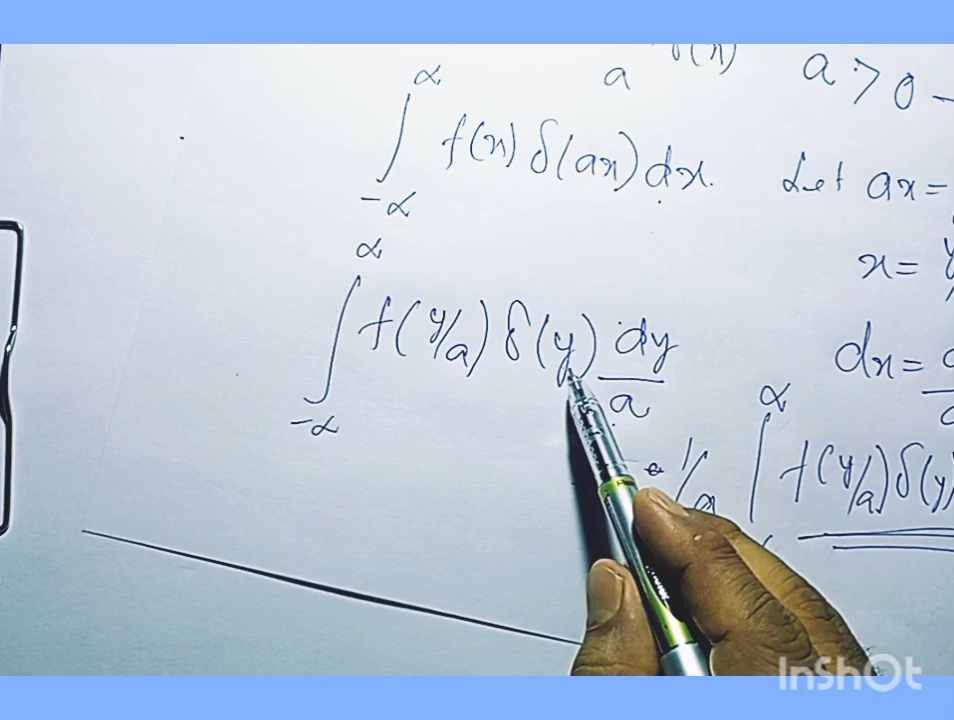 a δ(x) a > 0 -
∫_{-∞}^{∞} f(x) δ(ax) dx. Let ax =
x = y/
∫_{-∞}^{∞} f(y/a) δ(y) dy/a
dx =
1/a ∫^{∞} f(y/a) δ(y)
InShOt